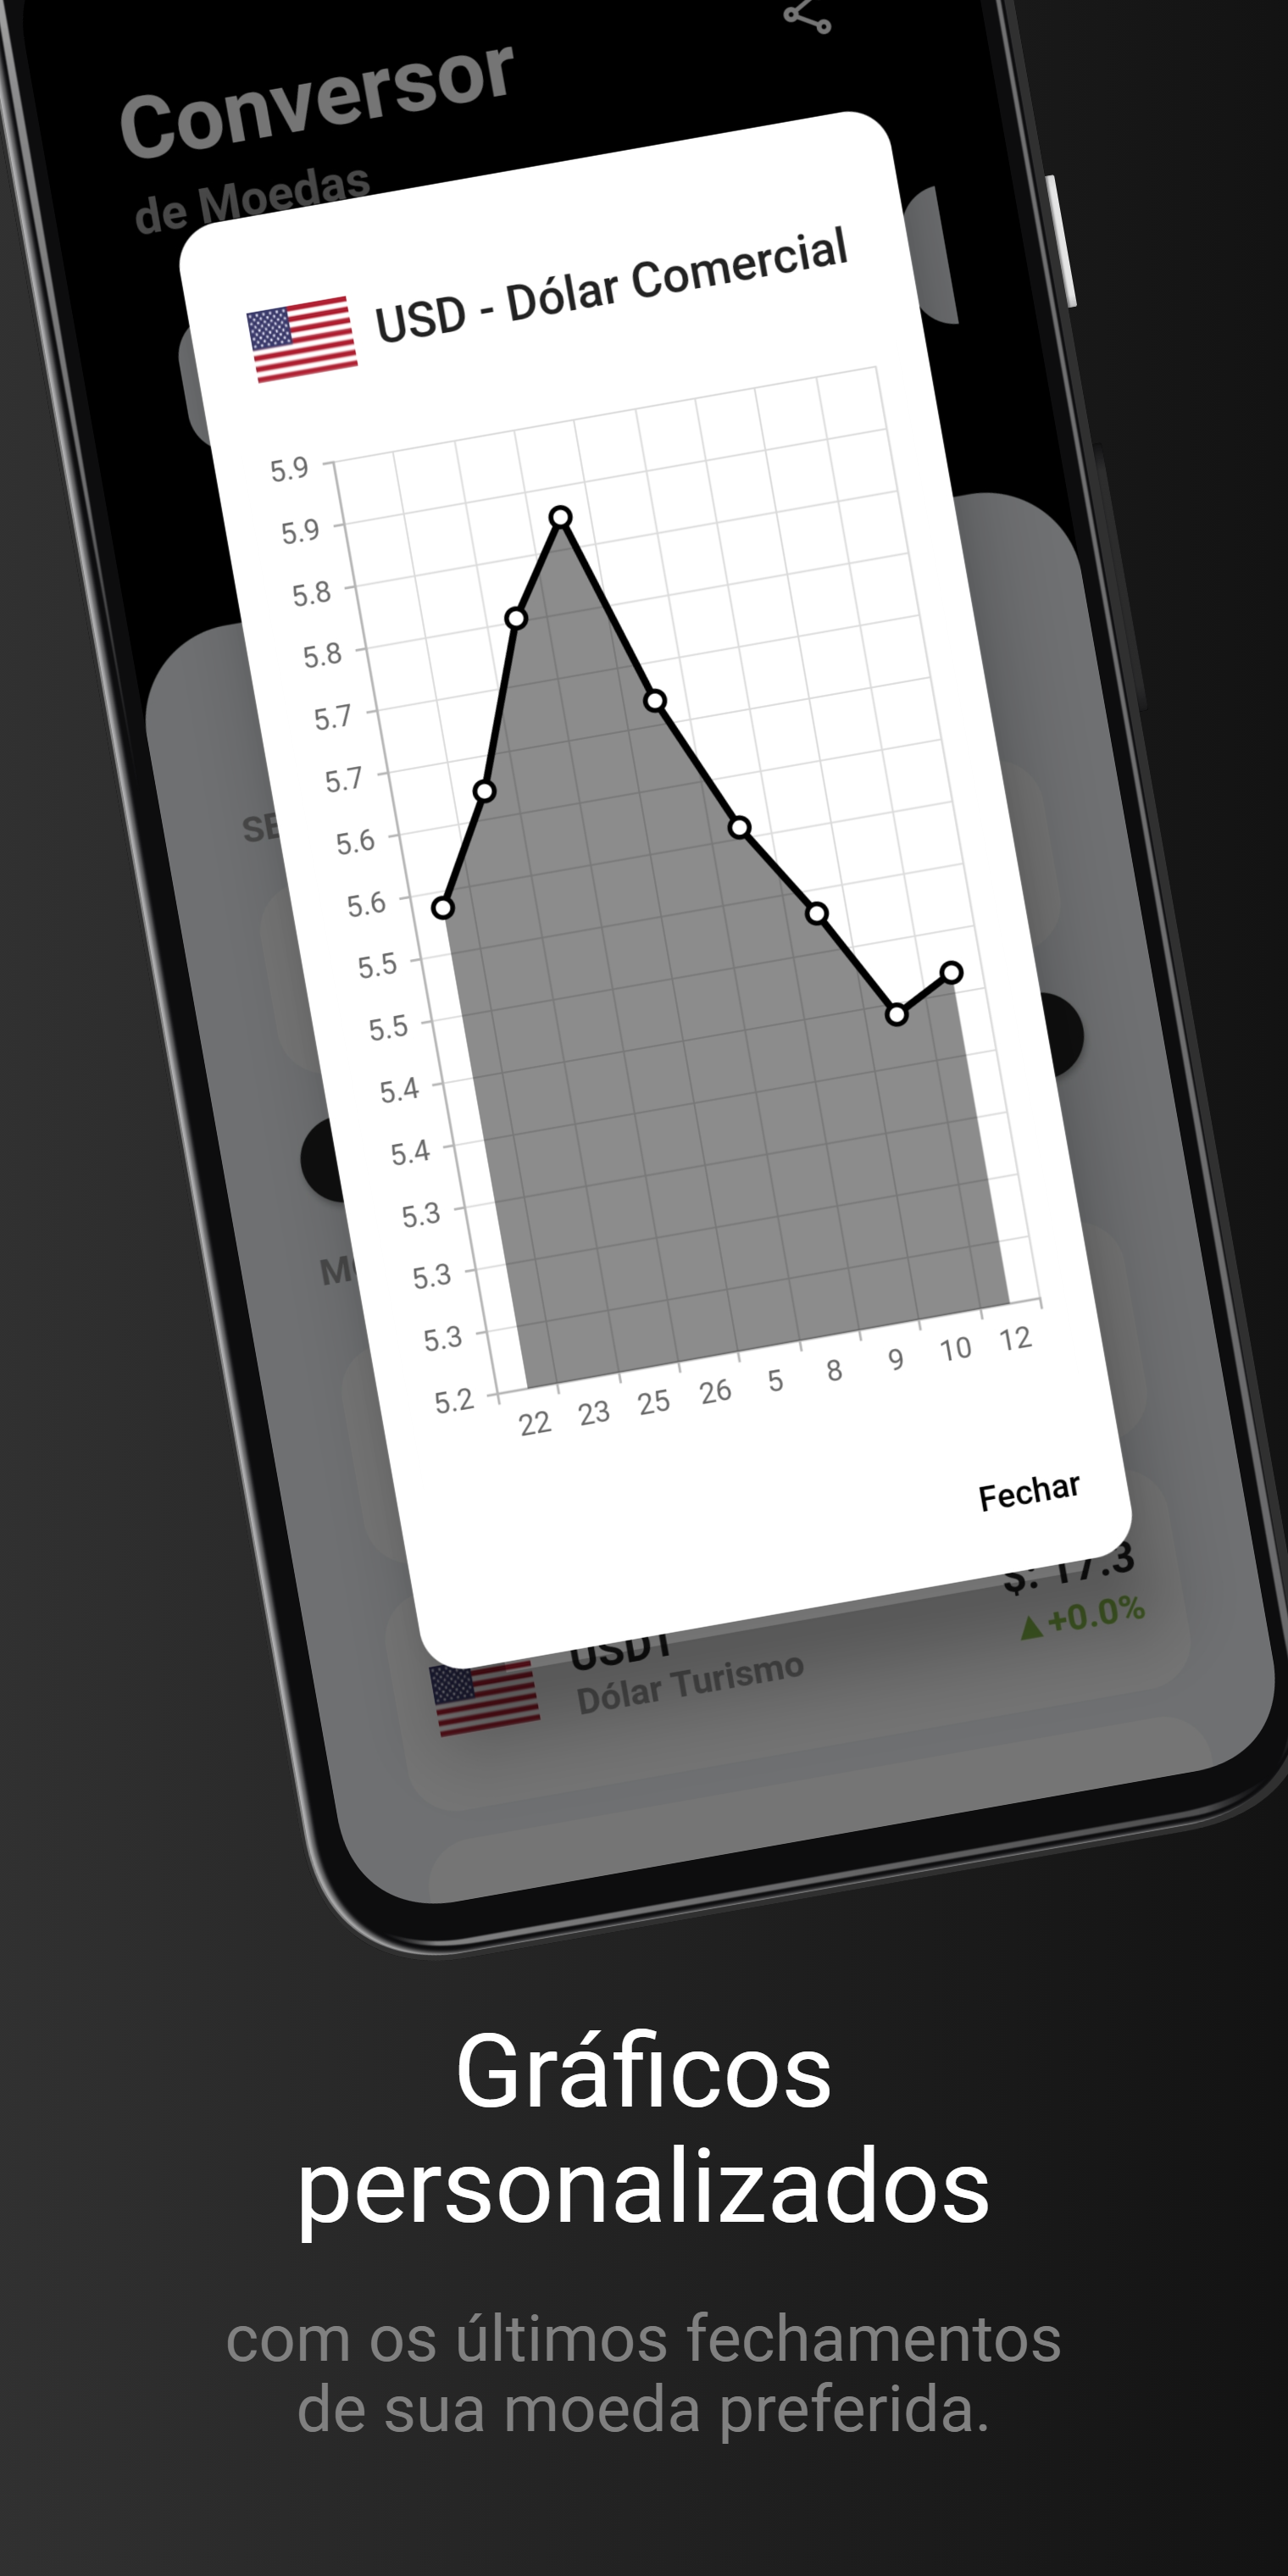 Conversor
de Moedas
USD - Dólar Comercial
5.9
5.9
5.8
5.8
5.7
5.7
5.6
5.6
5.5
5.5
5.4
5.4
5.3
5.3
5.3
5.2
22 23 25 26 5 8 9 10 12
Fechar
$: 17.3
+0.0%
Dólar Turismo
Gráficos
personalizados
com os últimos fechamentos
de sua moeda preferida.